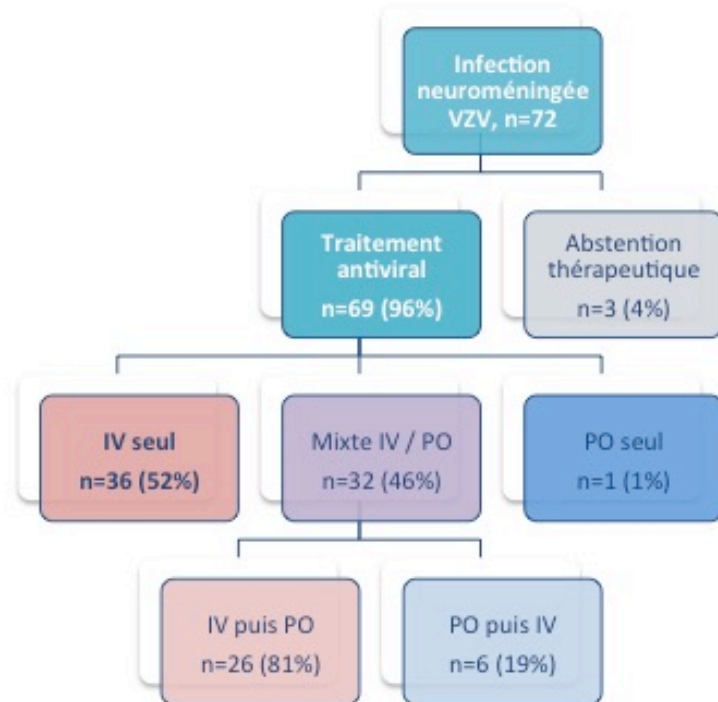 Infection
neuroméningée
VZV, n=72
Traitement
antiviral
n=69 (96%)
Abstention
thérapeutique
n=3 (4%)
IV seul
n=36 (52%)
Mixte IV / PO
n=32 (46%)
PO seul
n=1 (1%)
IV puis PO
n=26 (81%)
PO puis IV
n=6 (19%)